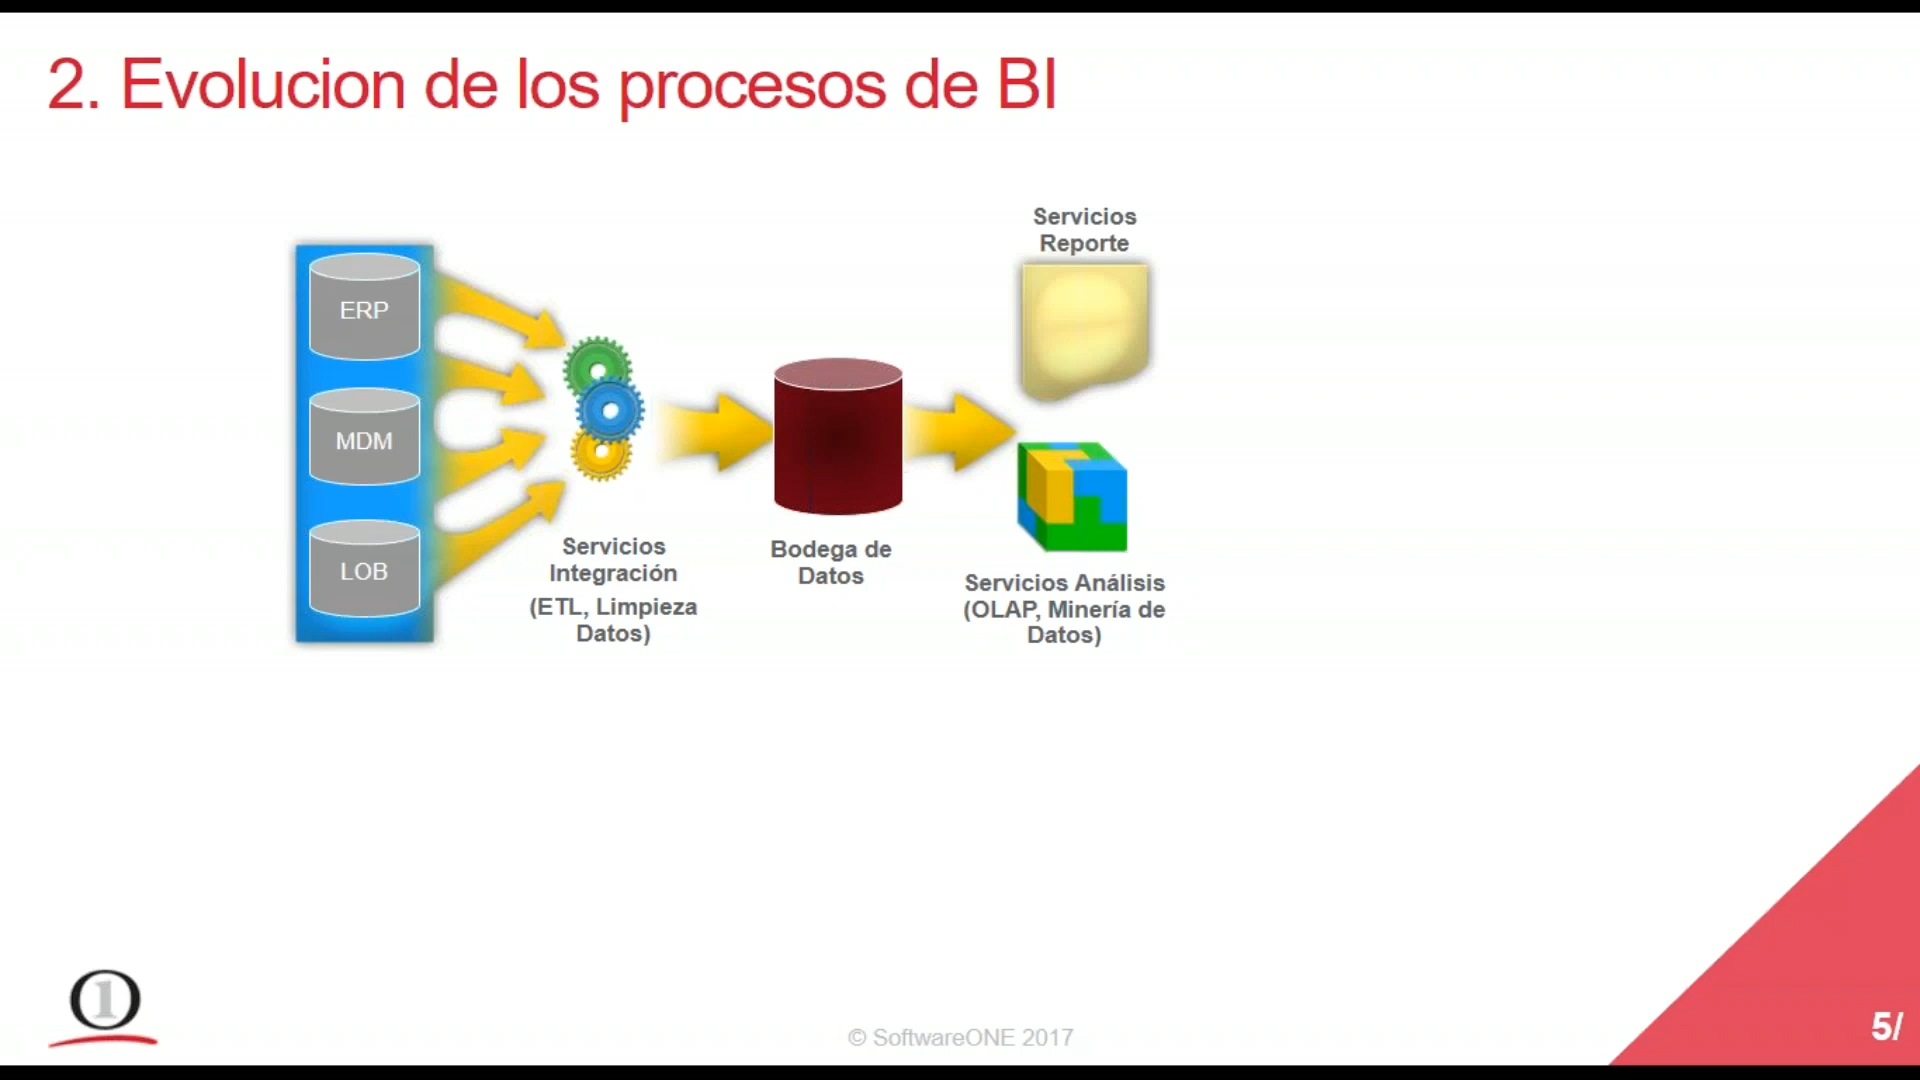 2. Evolucion de los procesos de BI
ERP
MDM
LOB
Servicios
Integración
(ETL, Limpieza
Datos)
Bodega de
Datos
Servicios
Reporte
Servicios Análisis
(OLAP, Minería de
Datos)
1
© SoftwareONE 2017
5/